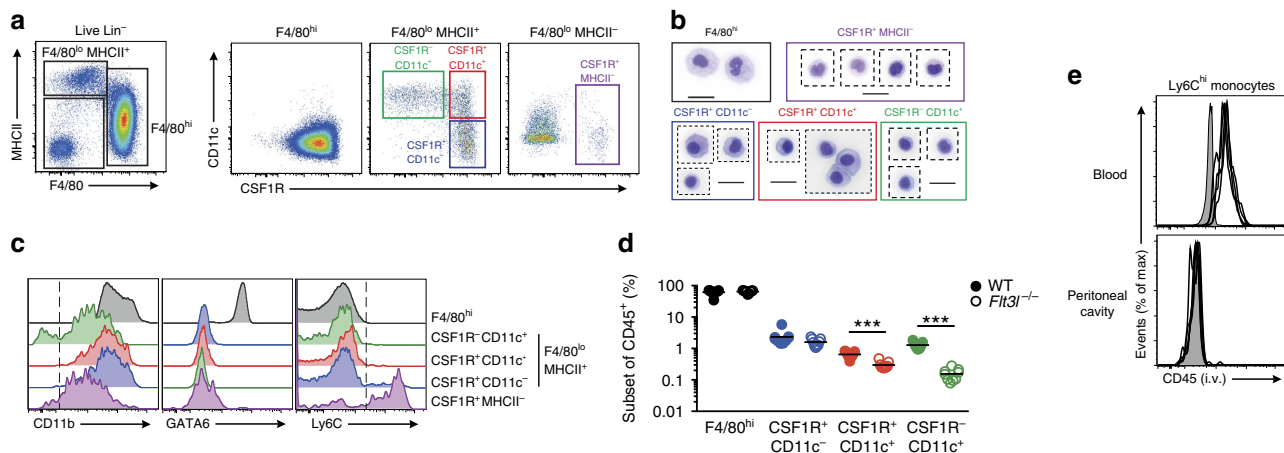 a
Live Lin⁻
F4/80ˡᵒ MHCII⁺
F4/80ʰⁱ
MHCII
F4/80
F4/80ʰⁱ
F4/80ˡᵒ MHCII⁺
F4/80ˡᵒ MHCII⁻
CSF1R⁻ CSF1R⁺
CD11c⁺ CD11c⁺
CSF1R⁺
CD11c⁻
CSF1R⁺
MHCII⁻
CD11c
CSF1R
b
F4/80ʰⁱ
CSF1R⁺ MHCII⁻
CSF1R⁺ CD11c⁻
CSF1R⁺ CD11c⁺
CSF1R⁻ CD11c⁺
c
F4/80ʰⁱ
CSF1R⁻CD11c⁺
CSF1R⁺CD11c⁺
CSF1R⁺CD11c⁻
CSF1R⁺MHCII⁻
F4/80ˡᵒ
MHCII⁺
CD11b
GATA6
Ly6C
d
Subset of CD45⁺ (%)
100
10
1
0.1
0.01
WT
Flt3l⁻/⁻
***
***
F4/80ʰⁱ
CSF1R⁺
CD11c⁻
CSF1R⁺
CD11c⁺
CSF1R⁻
CD11c⁺
e
Ly6Cʰⁱ monocytes
Blood
Peritoneal
cavity
Events (% of max)
CD45 (i.v.)